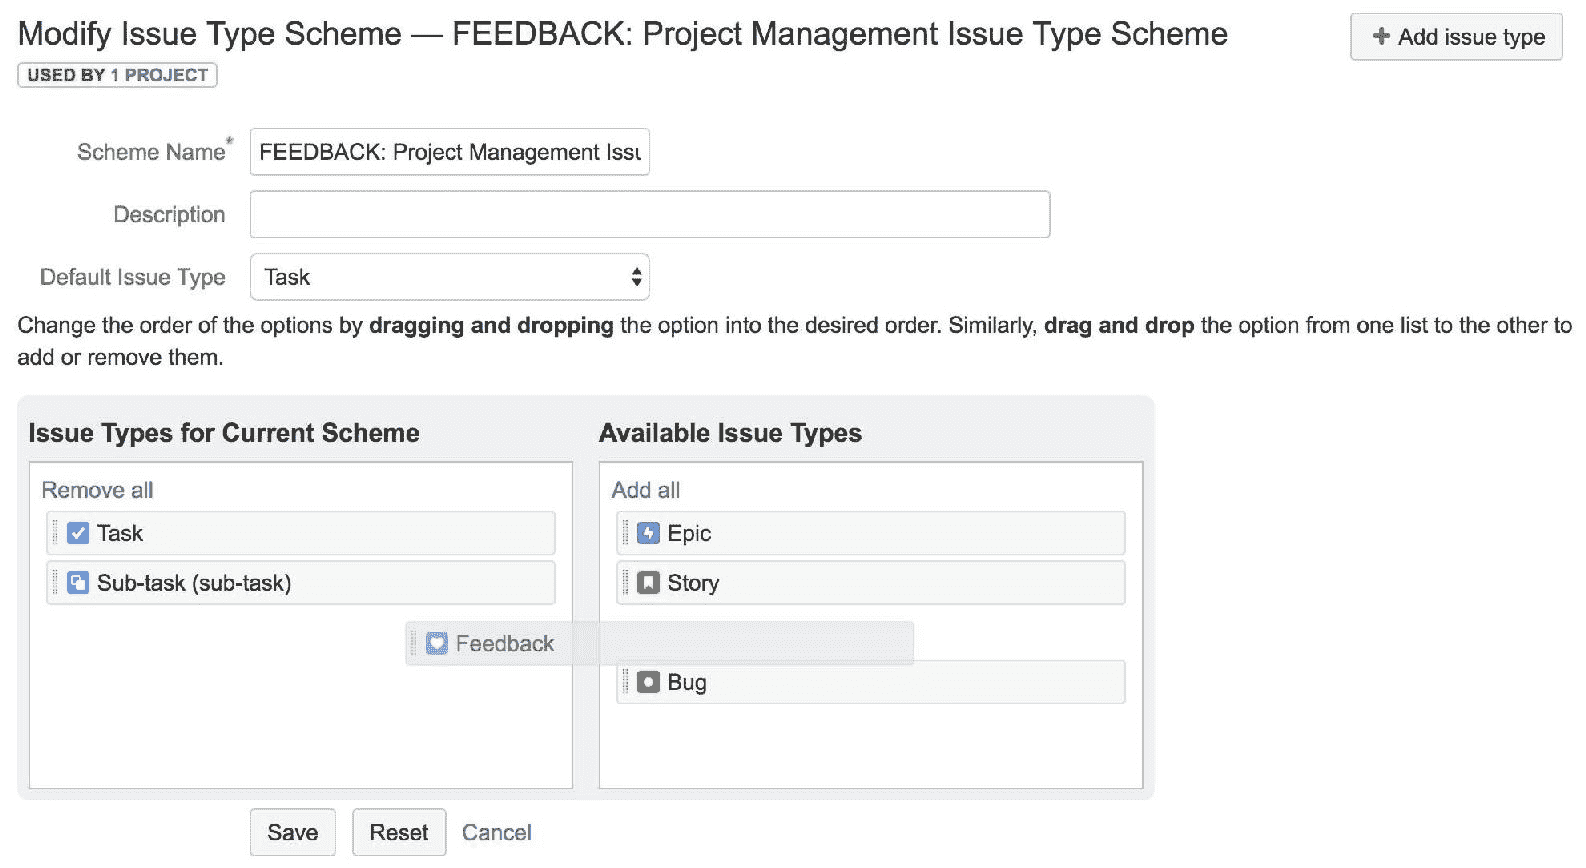 Modify Issue Type Scheme — FEEDBACK: Project Management Issue Type Scheme
+ Add issue type
USED BY 1 PROJECT
Scheme Name*
FEEDBACK: Project Management Issu
Description
Default Issue Type
Task
Change the order of the options by dragging and dropping the option into the desired order. Similarly, drag and drop the option from one list to the other to
add or remove them.
Issue Types for Current Scheme
Remove all
Task
Sub-task (sub-task)
Available Issue Types
Add all
Epic
Story
Feedback
Bug
Save
Reset
Cancel